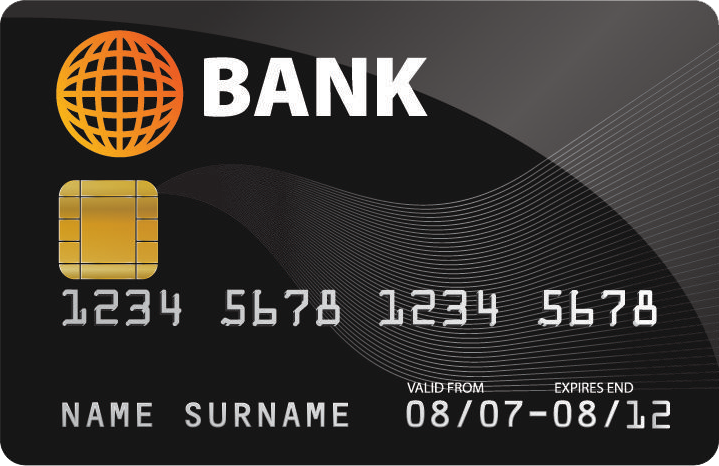 BANK
1234 5678 1234 5678
VALID FROM EXPIRES END
NAME SURNAME 08/07-08/12